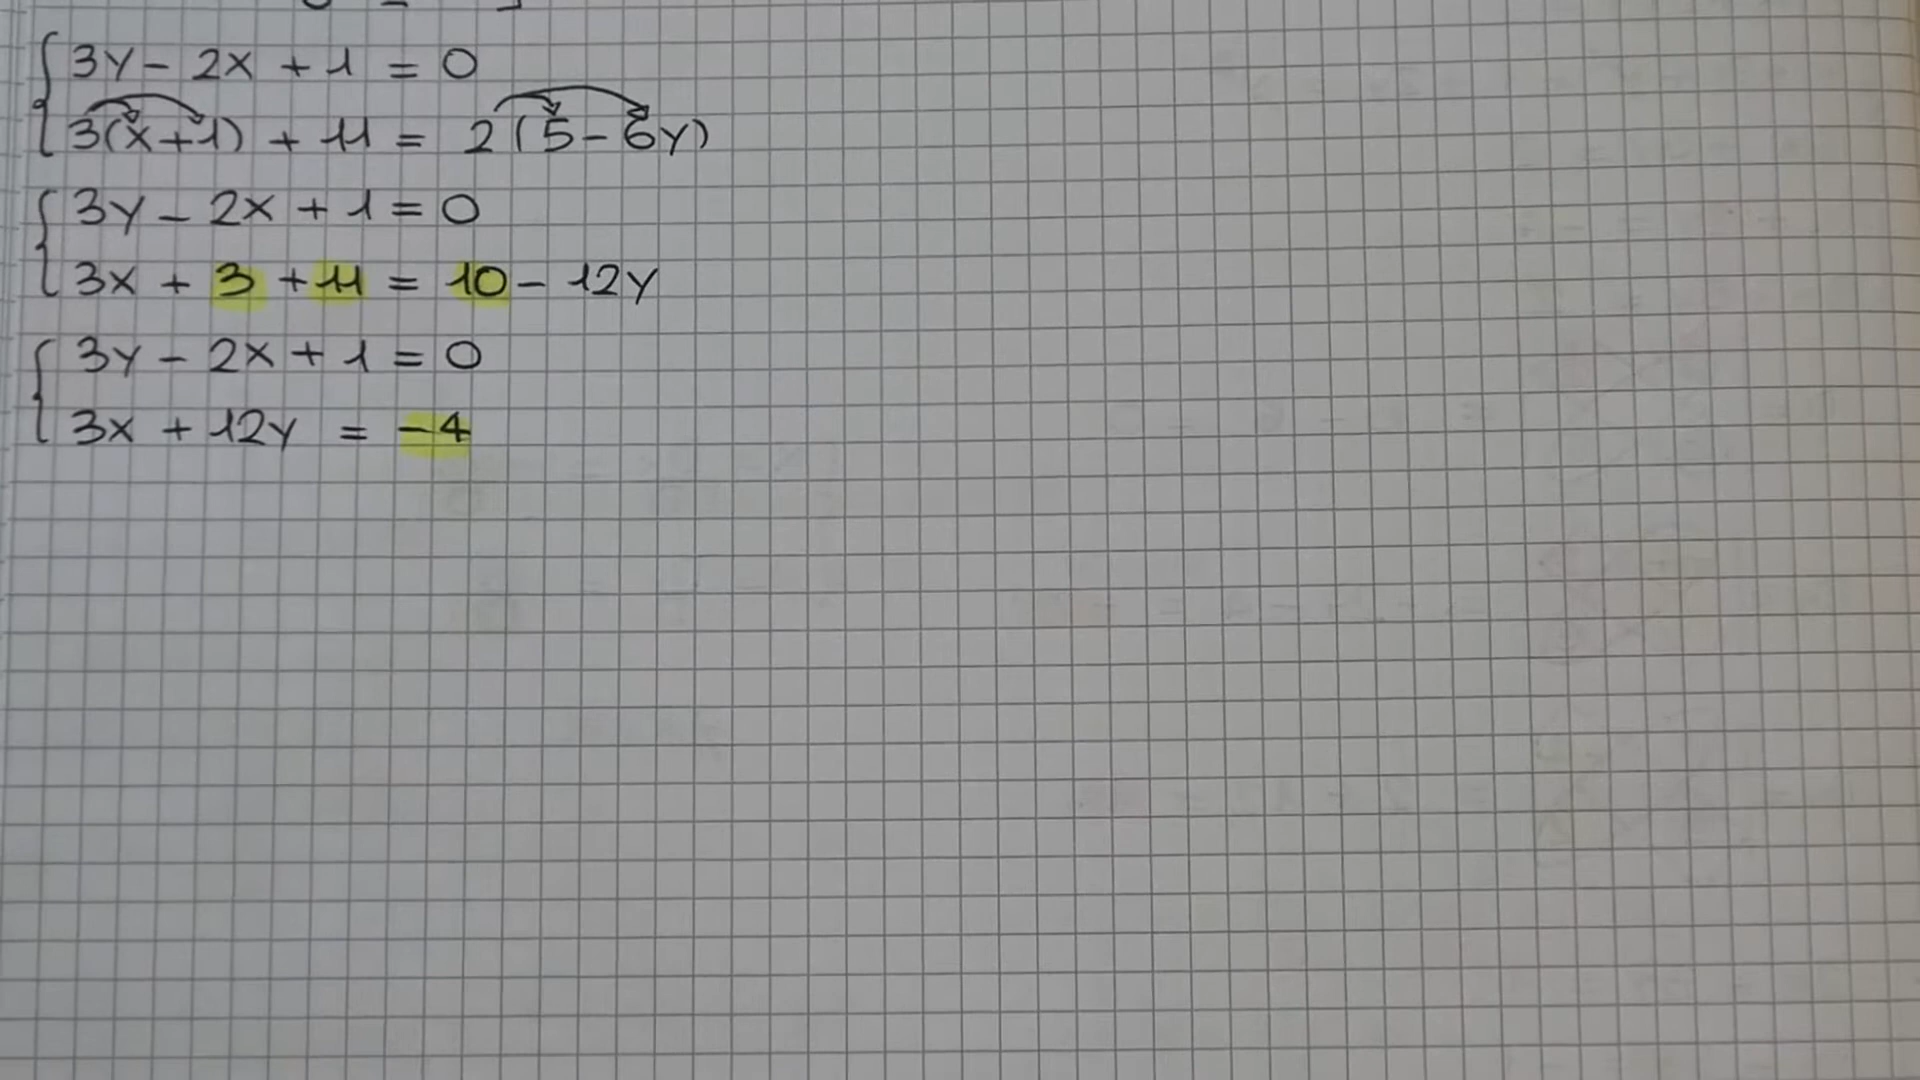 3y - 2x + 1 = 0
3(x+1) + 11 = 2(5 - 6y)
3y - 2x + 1 = 0
3x + 3 + 11 = 10 - 12y
3y - 2x + 1 = 0
3x + 12y = -4